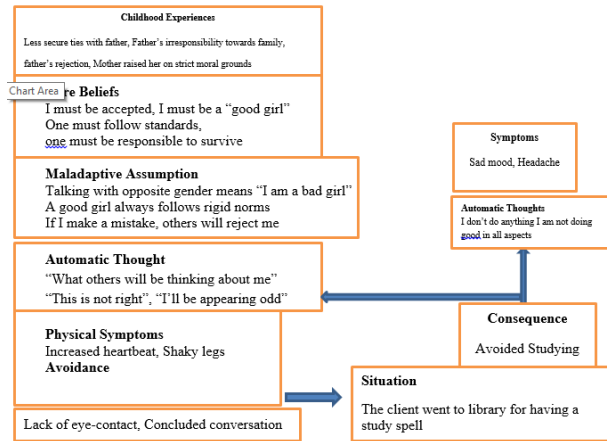 Childhood Experiences
Less secure ties with father, Father's irresponsibility towards family,
father's rejection, Mother raised her on strict moral grounds
Chart Area
re Beliefs
I must be accepted, I must be a "good girl"
One must follow standards,
one must be responsible to survive
Maladaptive Assumption
Talking with opposite gender means "I am a bad girl"
A good girl always follows rigid norms
If I make a mistake, others will reject me
Automatic Thought
"What others will be thinking about me"
"This is not right", "I'll be appearing odd"
Physical Symptoms
Increased heartbeat, Shaky legs
Avoidance
Lack of eye-contact, Concluded conversation
Symptoms
Sad mood, Headache
Automatic Thoughts
I don't do anything I am not doing
good in all aspects
Consequence
Avoided Studying
Situation
The client went to library for having a
study spell